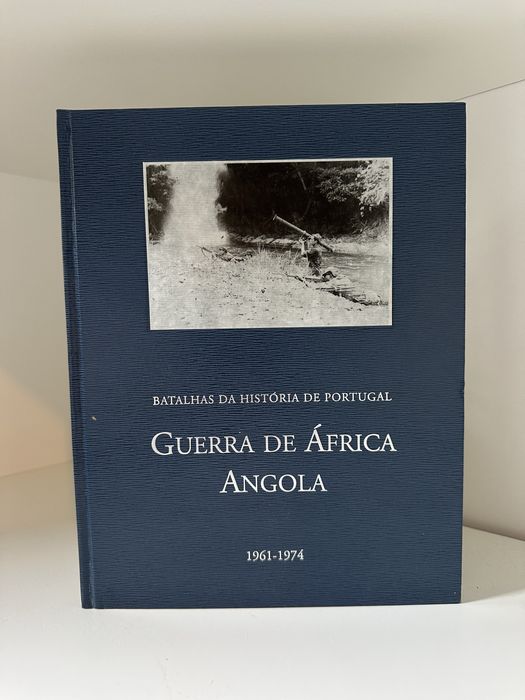 BATALHAS DA HISTÓRIA DE PORTUGAL
GUERRA DE ÁFRICA
ANGOLA
1961-1974